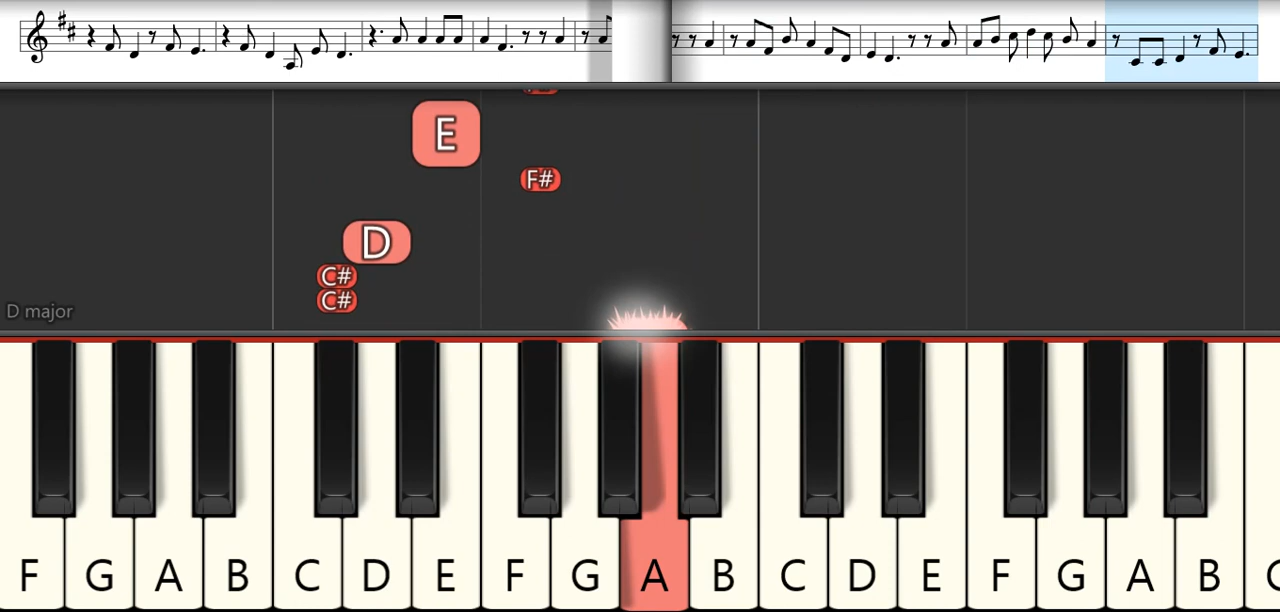 E
F#
D
C#
C#
D major
F G A B C D E F G A B C D E F G A B